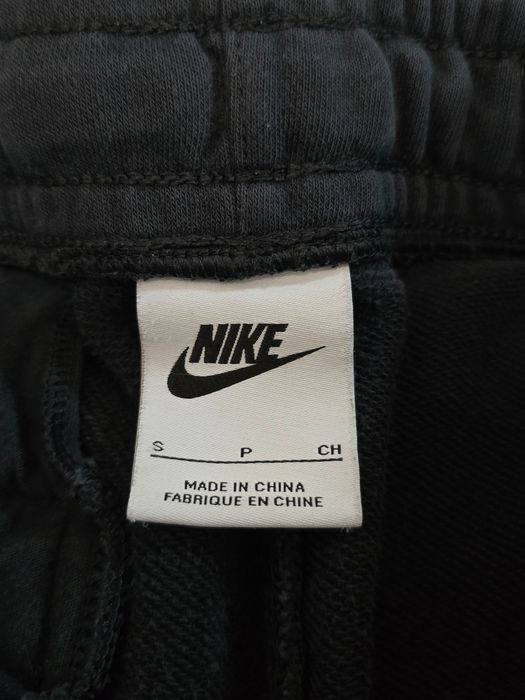 NIKE
S P CH
MADE IN CHINA
FABRIQUE EN CHINE